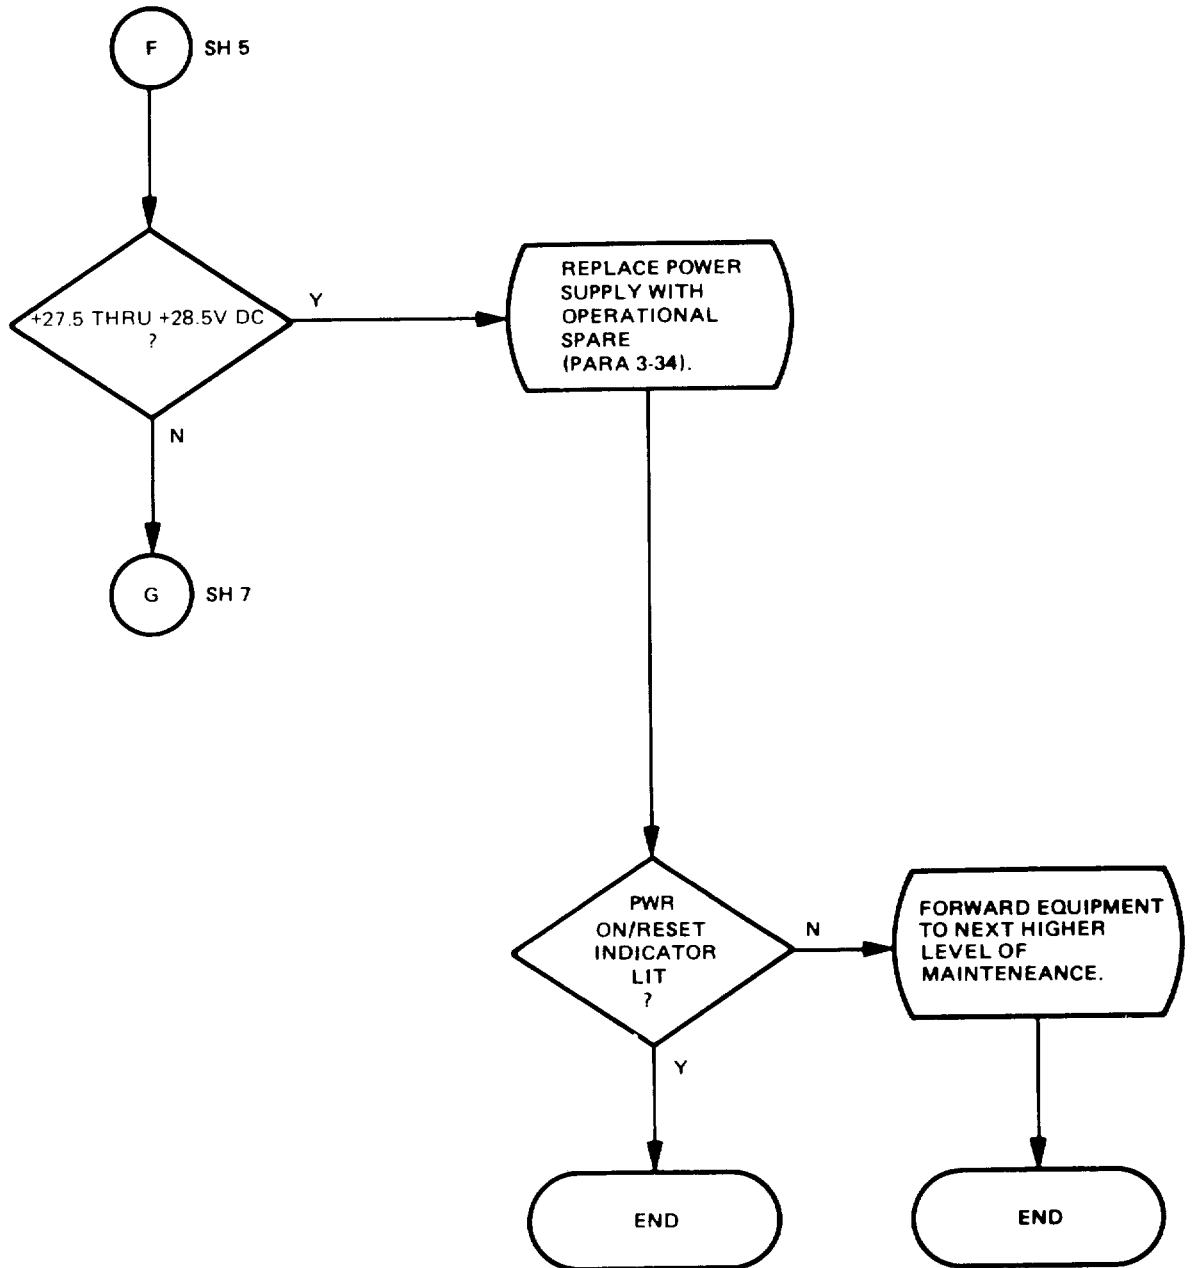 F SH 5
+27.5 THRU +28.5V DC
?
Y
N
REPLACE POWER
SUPPLY WITH
OPERATIONAL
SPARE
(PARA 3-34).
G SH 7
PWR
ON/RESET
INDICATOR
LIT
?
N
Y
FORWARD EQUIPMENT
TO NEXT HIGHER
LEVEL OF
MAINTENEANCE.
END
END